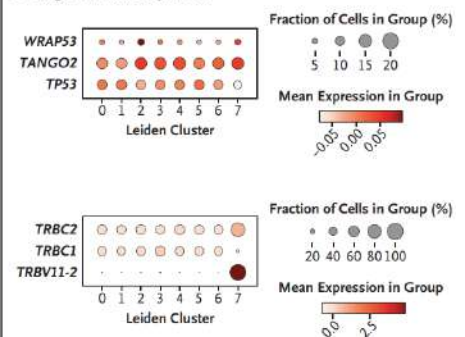 Fraction of Cells in Group (%)
WRAP53
TANGO2
TP53
5 10 15 20
Mean Expression in Group
-0.05 0.00 0.05
0 1 2 3 4 5 6 7
Leiden Cluster
Fraction of Cells in Group (%)
TRBC2
TRBC1
TRBV11-2
20 40 60 80 100
Mean Expression in Group
0.0 2.5
0 1 2 3 4 5 6 7
Leiden Cluster